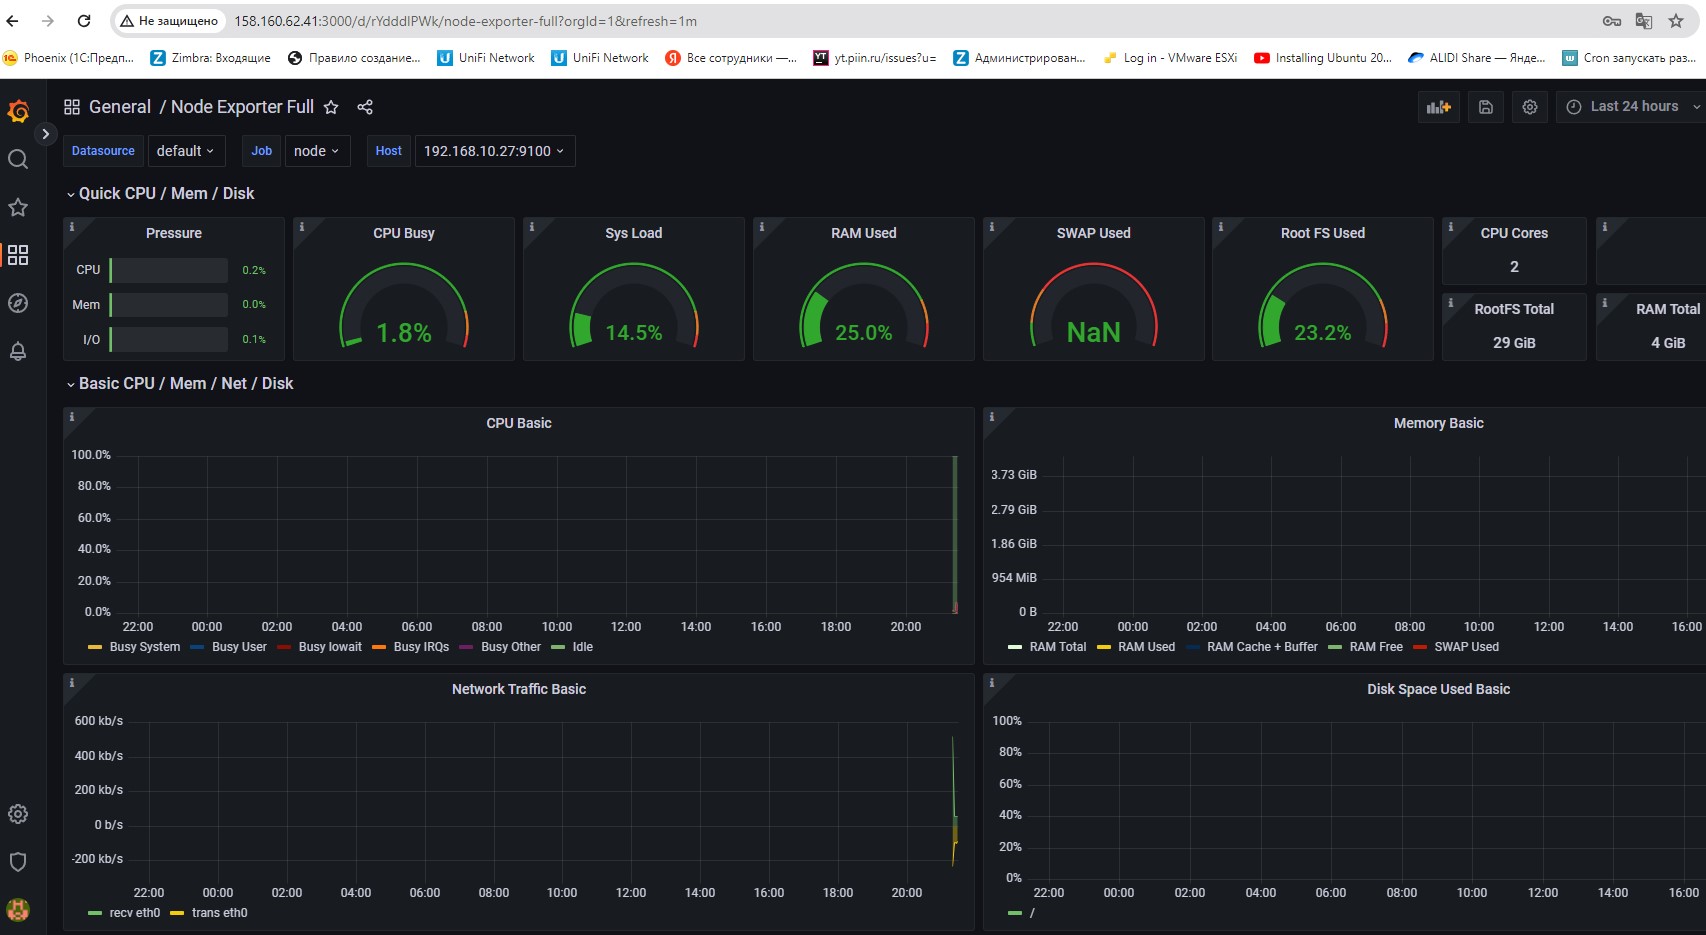 Не защищено 158.160.62.41:3000/d/rYdddlPWk/node-exporter-full?orgId=1&refresh=1m
Phoenix (1С:Предп... Zimbra: Входящие Правило создание... UniFi Network UniFi Network Все сотрудники —... yt.piin.ru/issues?u= Администрирован... Log in - VMware ESXi Installing Ubuntu 20... ALIDI Share — Янде... Cron запускать раз...
General / Node Exporter Full Last 24 hours
Datasource default Job node Host 192.168.10.27:9100
Quick CPU / Mem / Disk
Pressure CPU Busy Sys Load RAM Used SWAP Used Root FS Used CPU Cores
CPU 0.2% 2
Mem 0.0% RootFS Total RAM Total
I/O 0.1% 1.8% 14.5% 25.0% NaN 23.2% 29 GiB 4 GiB
Basic CPU / Mem / Net / Disk
CPU Basic
100.0%
80.0%
60.0%
40.0%
20.0%
0.0%
22:00 00:00 02:00 04:00 06:00 08:00 10:00 12:00 14:00 16:00 18:00 20:00
Busy System Busy User Busy Iowait Busy IRQs Busy Other Idle
Memory Basic
3.73 GiB
2.79 GiB
1.86 GiB
954 MiB
0 B
22:00 00:00 02:00 04:00 06:00 08:00 10:00 12:00 14:00 16:00
RAM Total RAM Used RAM Cache + Buffer RAM Free SWAP Used
Network Traffic Basic
600 kb/s
400 kb/s
200 kb/s
0 b/s
-200 kb/s
22:00 00:00 02:00 04:00 06:00 08:00 10:00 12:00 14:00 16:00 18:00 20:00
recv eth0 trans eth0
Disk Space Used Basic
100%
80%
60%
40%
20%
0%
22:00 00:00 02:00 04:00 06:00 08:00 10:00 12:00 14:00 16:00
/